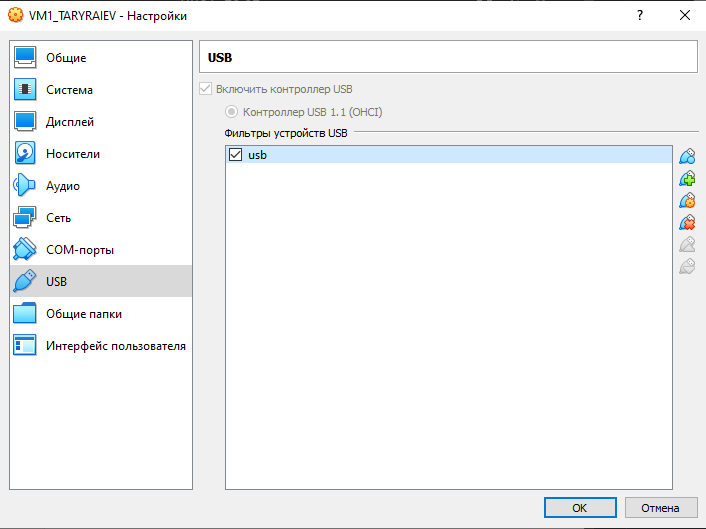 VM1_TARYRAIEV - Настройки
?
Общие
Система
Дисплей
Носители
Аудио
Сеть
COM-порты
USB
Общие папки
Интерфейс пользователя
USB
Включить контроллер USB
Контроллер USB 1.1 (OHCI)
Фильтры устройств USB
usb
OK
Отмена